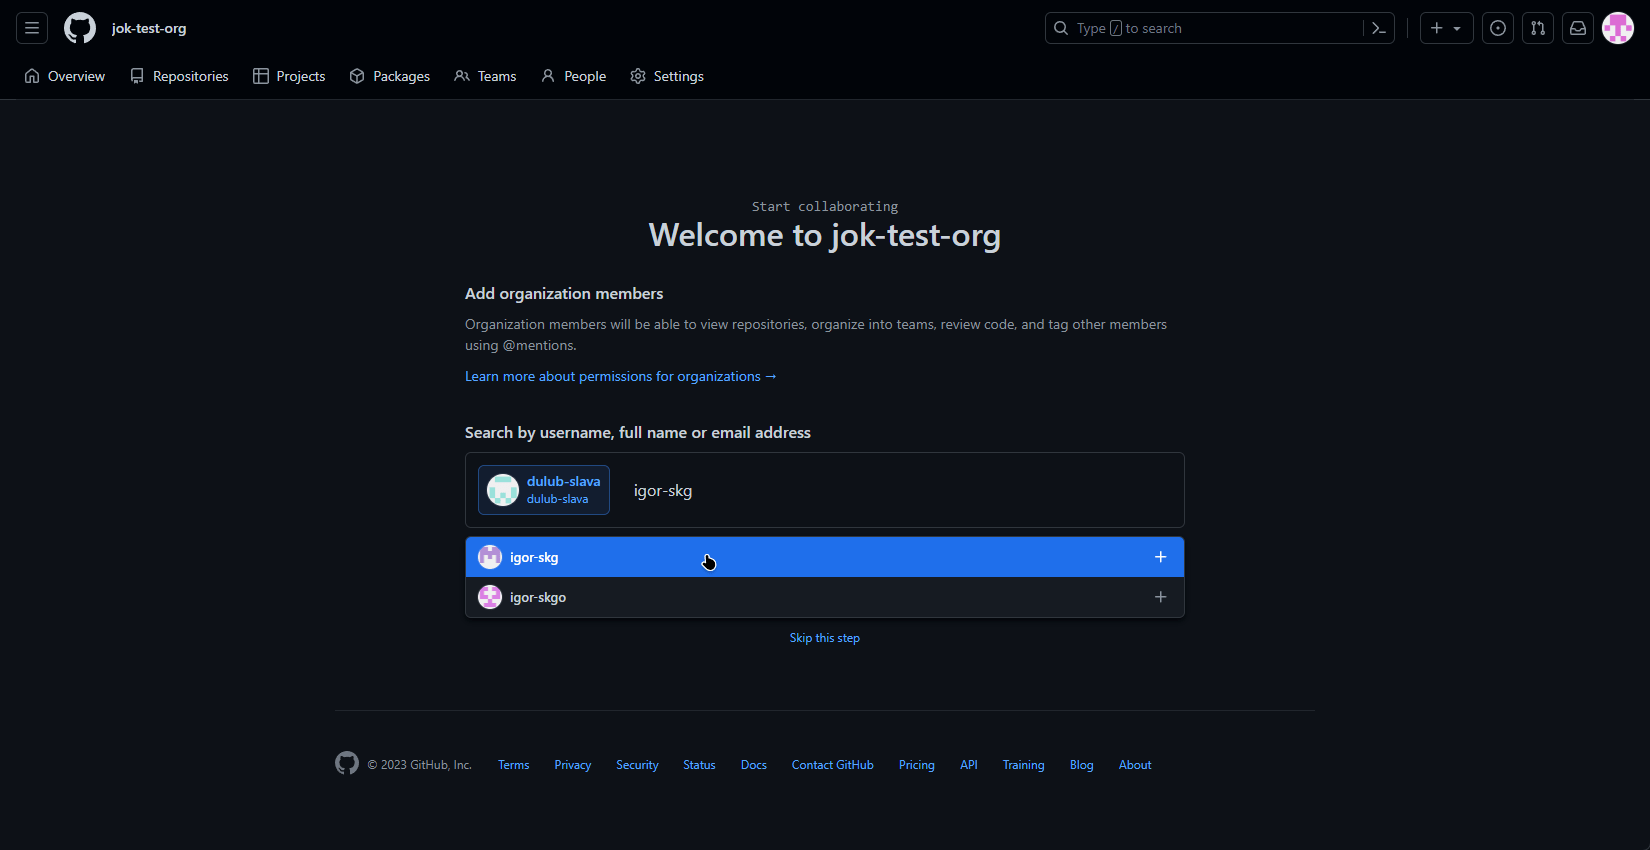 jok-test-org
Type / to search
Overview
Repositories
Projects
Packages
Teams
People
Settings
Start collaborating
Welcome to jok-test-org
Add organization members
Organization members will be able to view repositories, organize into teams, review code, and tag other members
using @mentions.
Learn more about permissions for organizations →
Search by username, full name or email address
dulub-slava
dulub-slava
igor-skg
igor-skg
igor-skgo
Skip this step
© 2023 GitHub, Inc.
Terms
Privacy
Security
Status
Docs
Contact GitHub
Pricing
API
Training
Blog
About